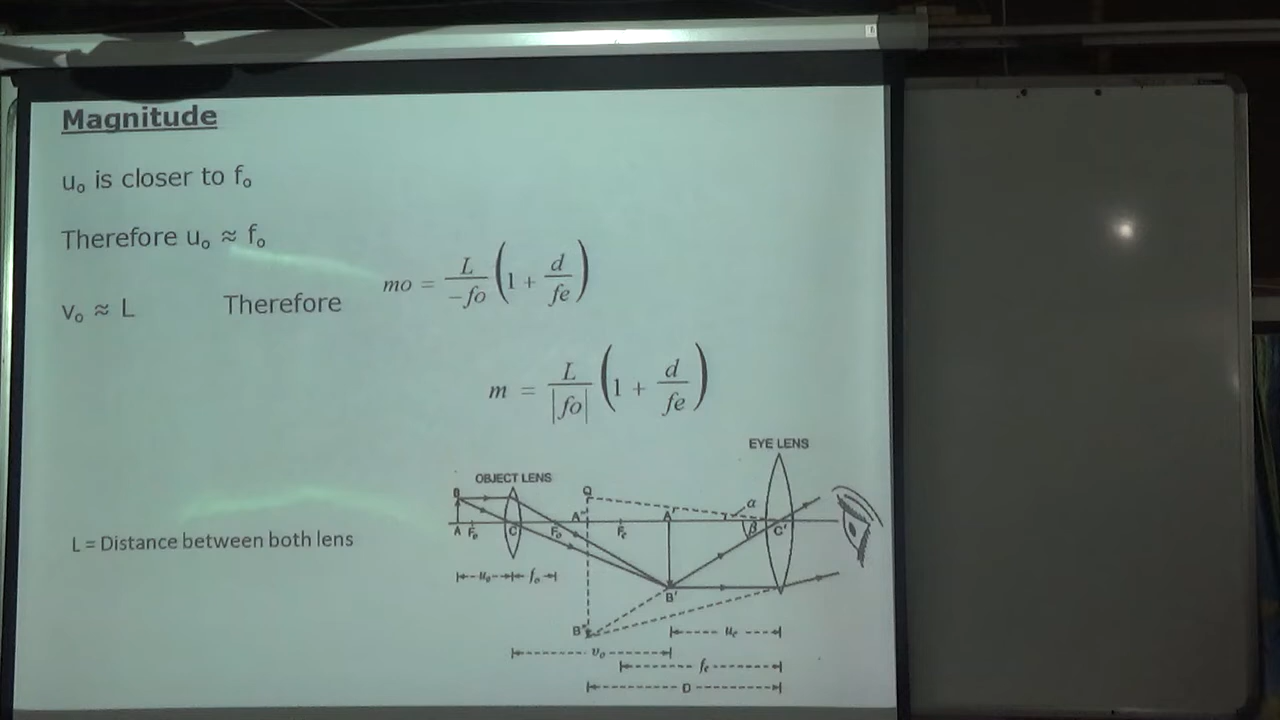 Magnitude
uₒ is closer to fₒ
Therefore uₒ ≈ fₒ
vₒ ≈ L Therefore mo = L/−fo (1 + d/fe)
m = L/|fo| (1 + d/fe)
EYE LENS
OBJECT LENS
B Q α
A" A'
A Fₒ C Fₒ Fₑ β C'
L = Distance between both lens
uₒ fₒ
B'
B" uₑ
vₒ
fₑ
D